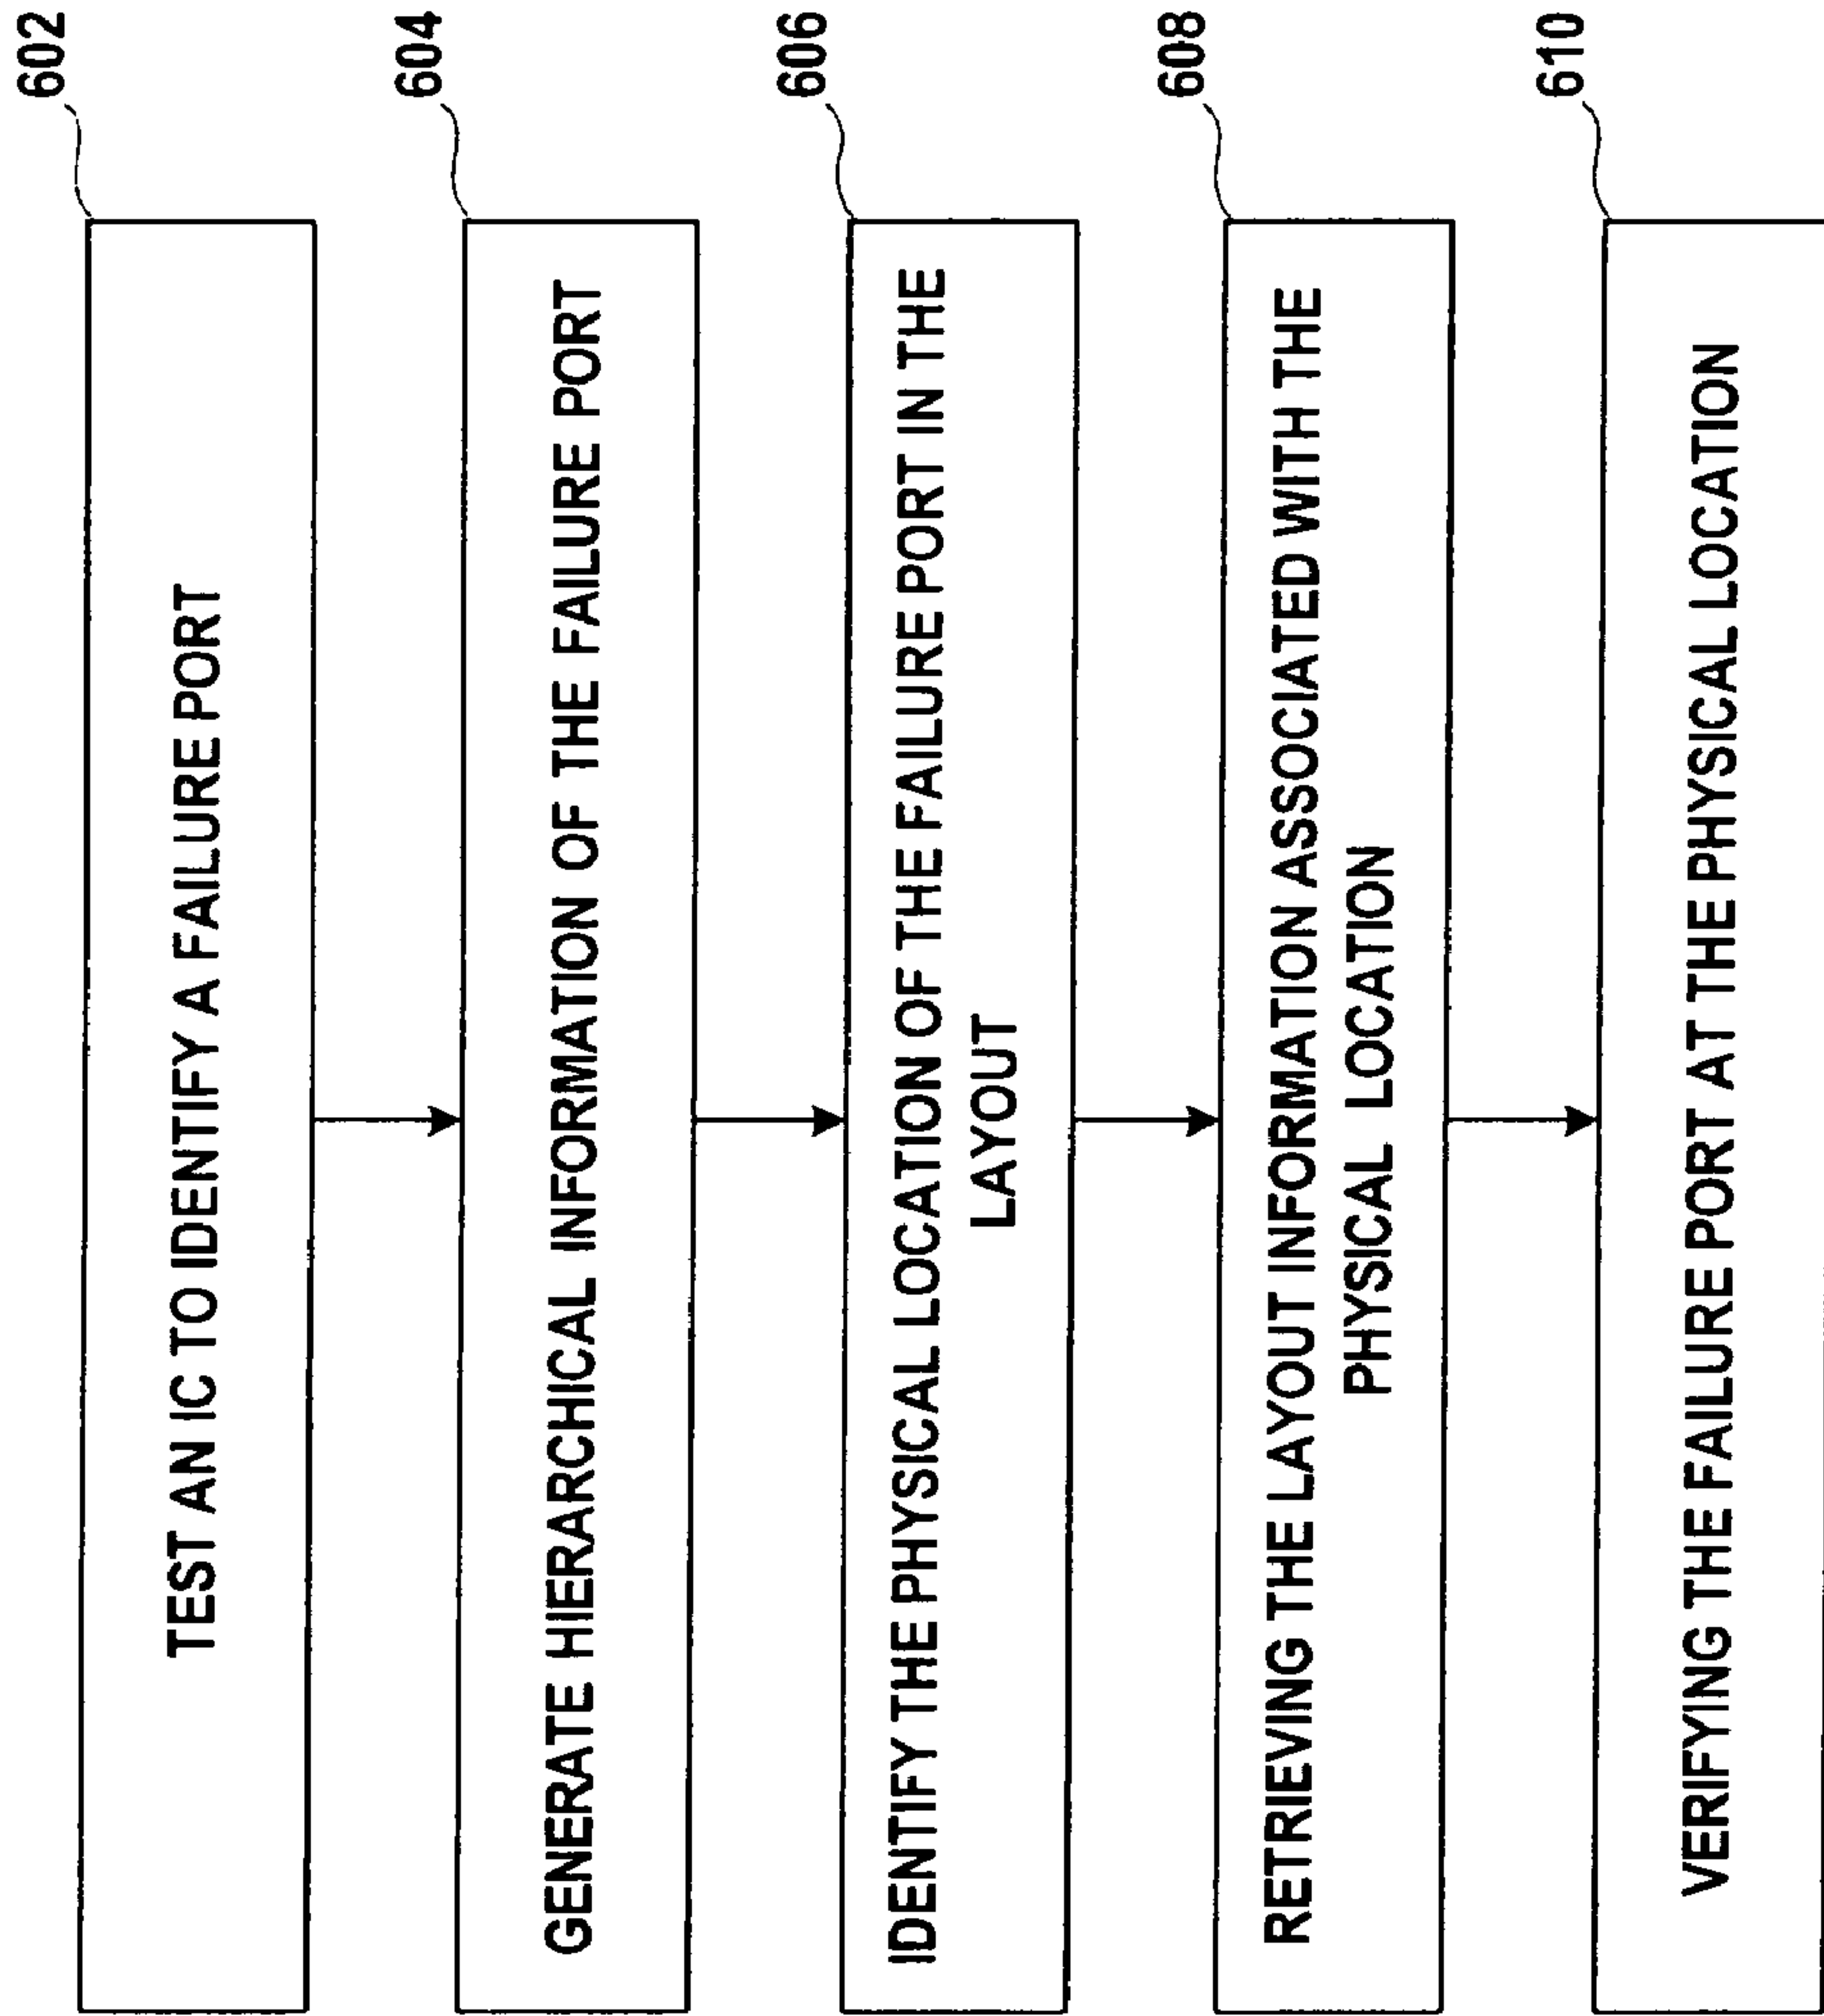 602
TEST AN IC TO IDENTIFY A FAILURE PORT
604
GENERATE HIERARCHICAL INFORMATION OF THE FAILURE PORT
606
IDENTIFY THE PHYSICAL LOCATION OF THE FAILURE PORT IN THE
LAYOUT
608
RETRIEVING THE LAYOUT INFORMATION ASSOCIATED WITH THE
PHYSICAL LOCATION
610
VERIFYING THE FAILURE PORT AT THE PHYSICAL LOCATION